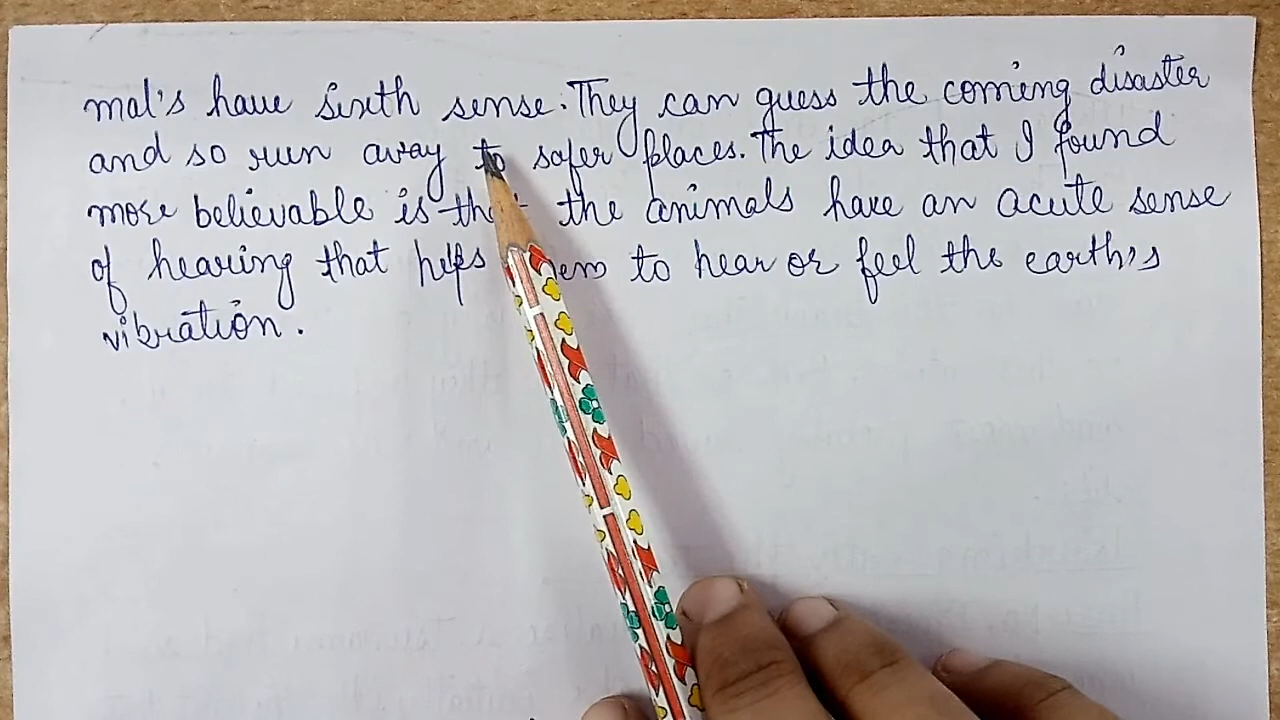 mal's have sixth sense. They can guess the coming disaster
and so run away to safer places. The idea that I found
more believable is that the animals have an acute sense
of hearing that helps them to hear or feel the earth's
vibration.